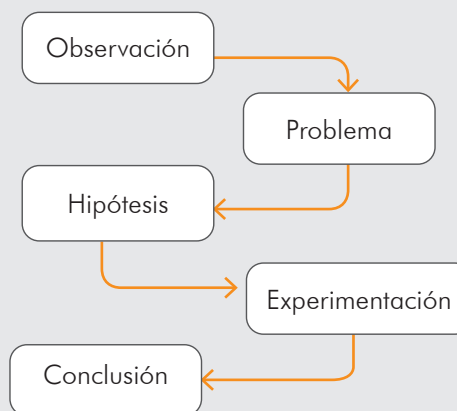 Observación
Problema
Hipótesis
Experimentación
Conclusión